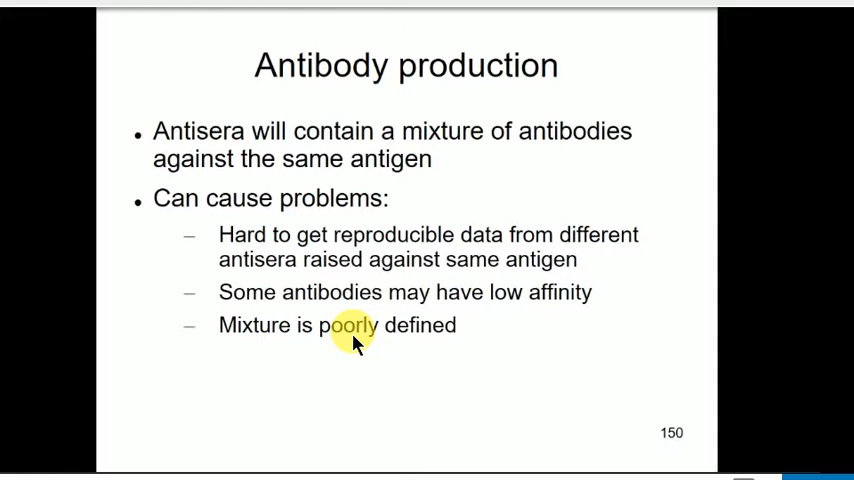 Antibody production
• Antisera will contain a mixture of antibodies
against the same antigen
• Can cause problems:
– Hard to get reproducible data from different
antisera raised against same antigen
– Some antibodies may have low affinity
– Mixture is poorly defined
150